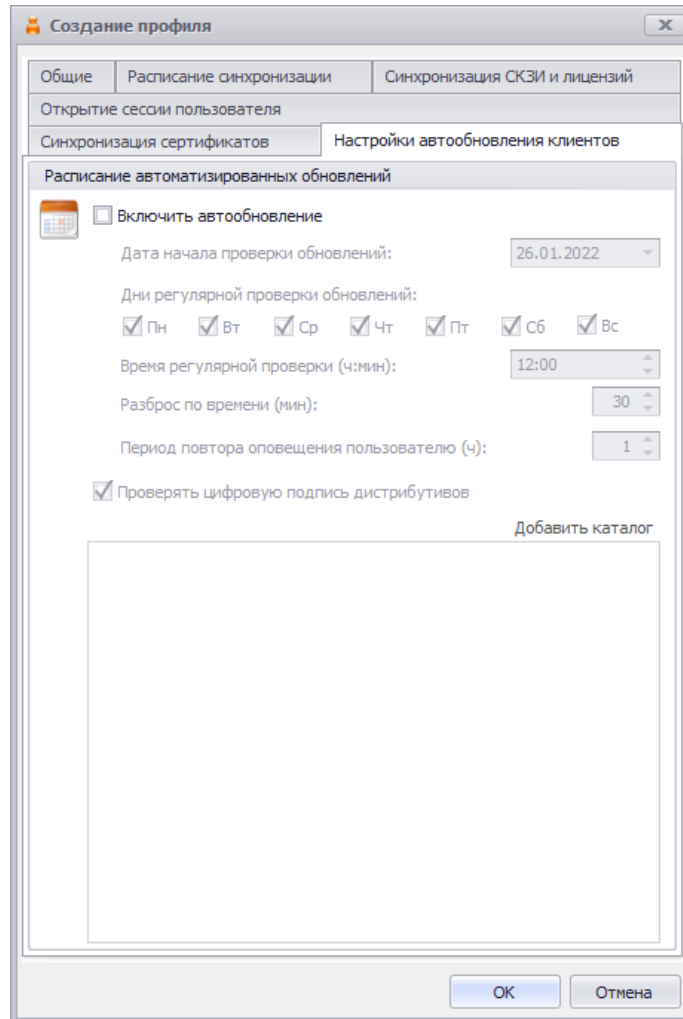 Создание профиля
Общие Расписание синхронизации Синхронизация СКЗИ и лицензий
Открытие сессии пользователя
Синхронизация сертификатов Настройки автообновления клиентов
Расписание автоматизированных обновлений
Включить автообновление
Дата начала проверки обновлений: 26.01.2022
Дни регулярной проверки обновлений:
Пн Вт Ср Чт Пт Сб Вс
Время регулярной проверки (ч:мин): 12:00
Разброс по времени (мин): 30
Период повтора оповещения пользователю (ч): 1
Проверять цифровую подпись дистрибутивов
Добавить каталог
OK Отмена